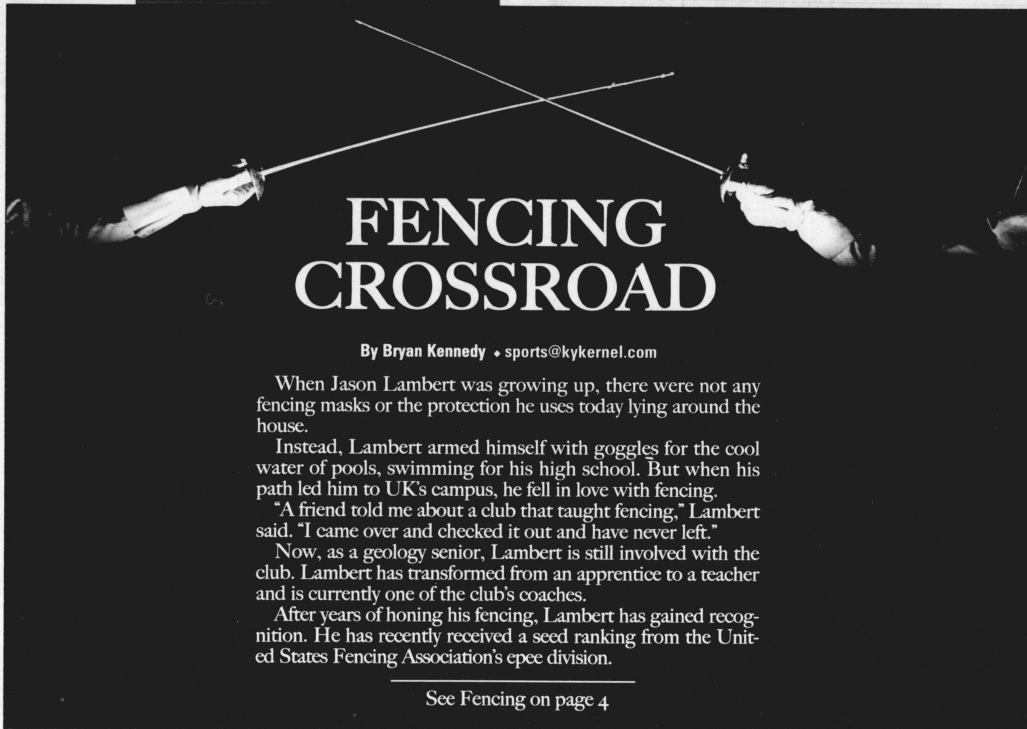 FENCING
CROSSROAD
By Bryan Kennedy ⬥ sports@kykernel.com
When Jason Lambert was growing up, there were not any
fencing masks or the protection he uses today lying around the
house.
Instead, Lambert armed himself with goggles for the cool
water of pools, swimming for his high school. But when his
path led him to UK's campus, he fell in love with fencing.
“A friend told me about a club that taught fencing,” Lambert
said. “I came over and checked it out and have never left.”
Now, as a geology senior, Lambert is still involved with the
club. Lambert has transformed from an apprentice to a teacher
and is currently one of the club's coaches.
After years of honing his fencing, Lambert has gained recog-
nition. He has recently received a seed ranking from the Unit-
ed States Fencing Association's epee division.
See Fencing on page 4